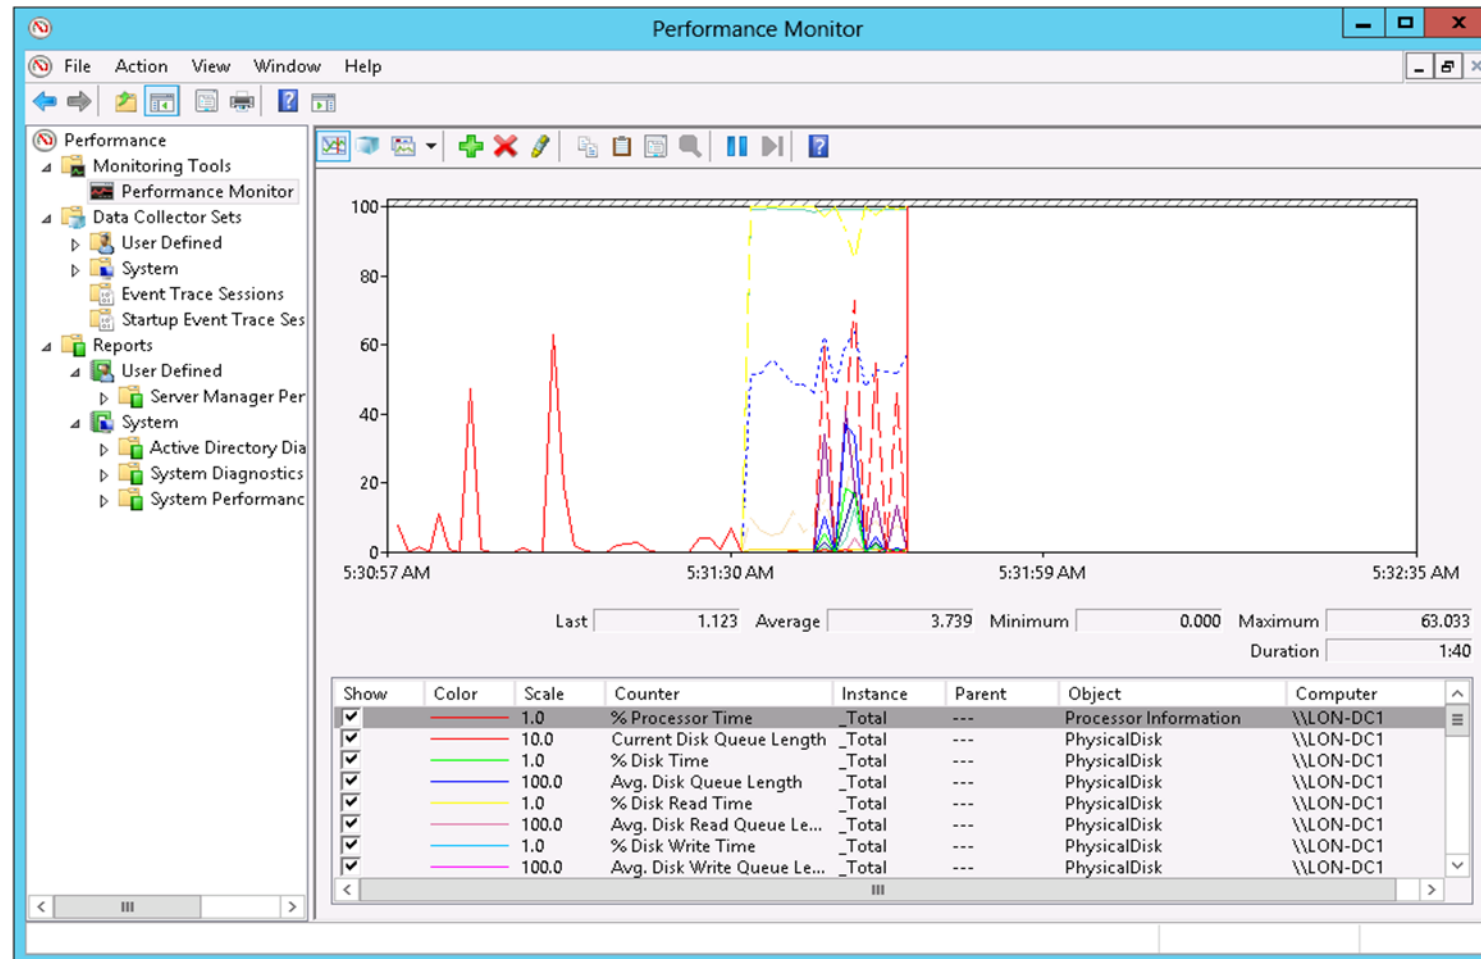 Performance Monitor
File Action View Window Help
Performance
Monitoring Tools
Performance Monitor
Data Collector Sets
User Defined
System
Event Trace Sessions
Startup Event Trace Ses
Reports
User Defined
Server Manager Per
System
Active Directory Dia
System Diagnostics
System Performanc
100
80
60
40
20
0
5:30:57 AM 5:31:30 AM 5:31:59 AM 5:32:35 AM
Last 1.123 Average 3.739 Minimum 0.000 Maximum 63.033
Duration 1:40
Show Color Scale Counter Instance Parent Object Computer
1.0 % Processor Time _Total --- Processor Information \\LON-DC1
10.0 Current Disk Queue Length _Total --- PhysicalDisk \\LON-DC1
1.0 % Disk Time _Total --- PhysicalDisk \\LON-DC1
100.0 Avg. Disk Queue Length _Total --- PhysicalDisk \\LON-DC1
1.0 % Disk Read Time _Total --- PhysicalDisk \\LON-DC1
100.0 Avg. Disk Read Queue Le... _Total --- PhysicalDisk \\LON-DC1
1.0 % Disk Write Time _Total --- PhysicalDisk \\LON-DC1
100.0 Avg. Disk Write Queue Le... _Total --- PhysicalDisk \\LON-DC1